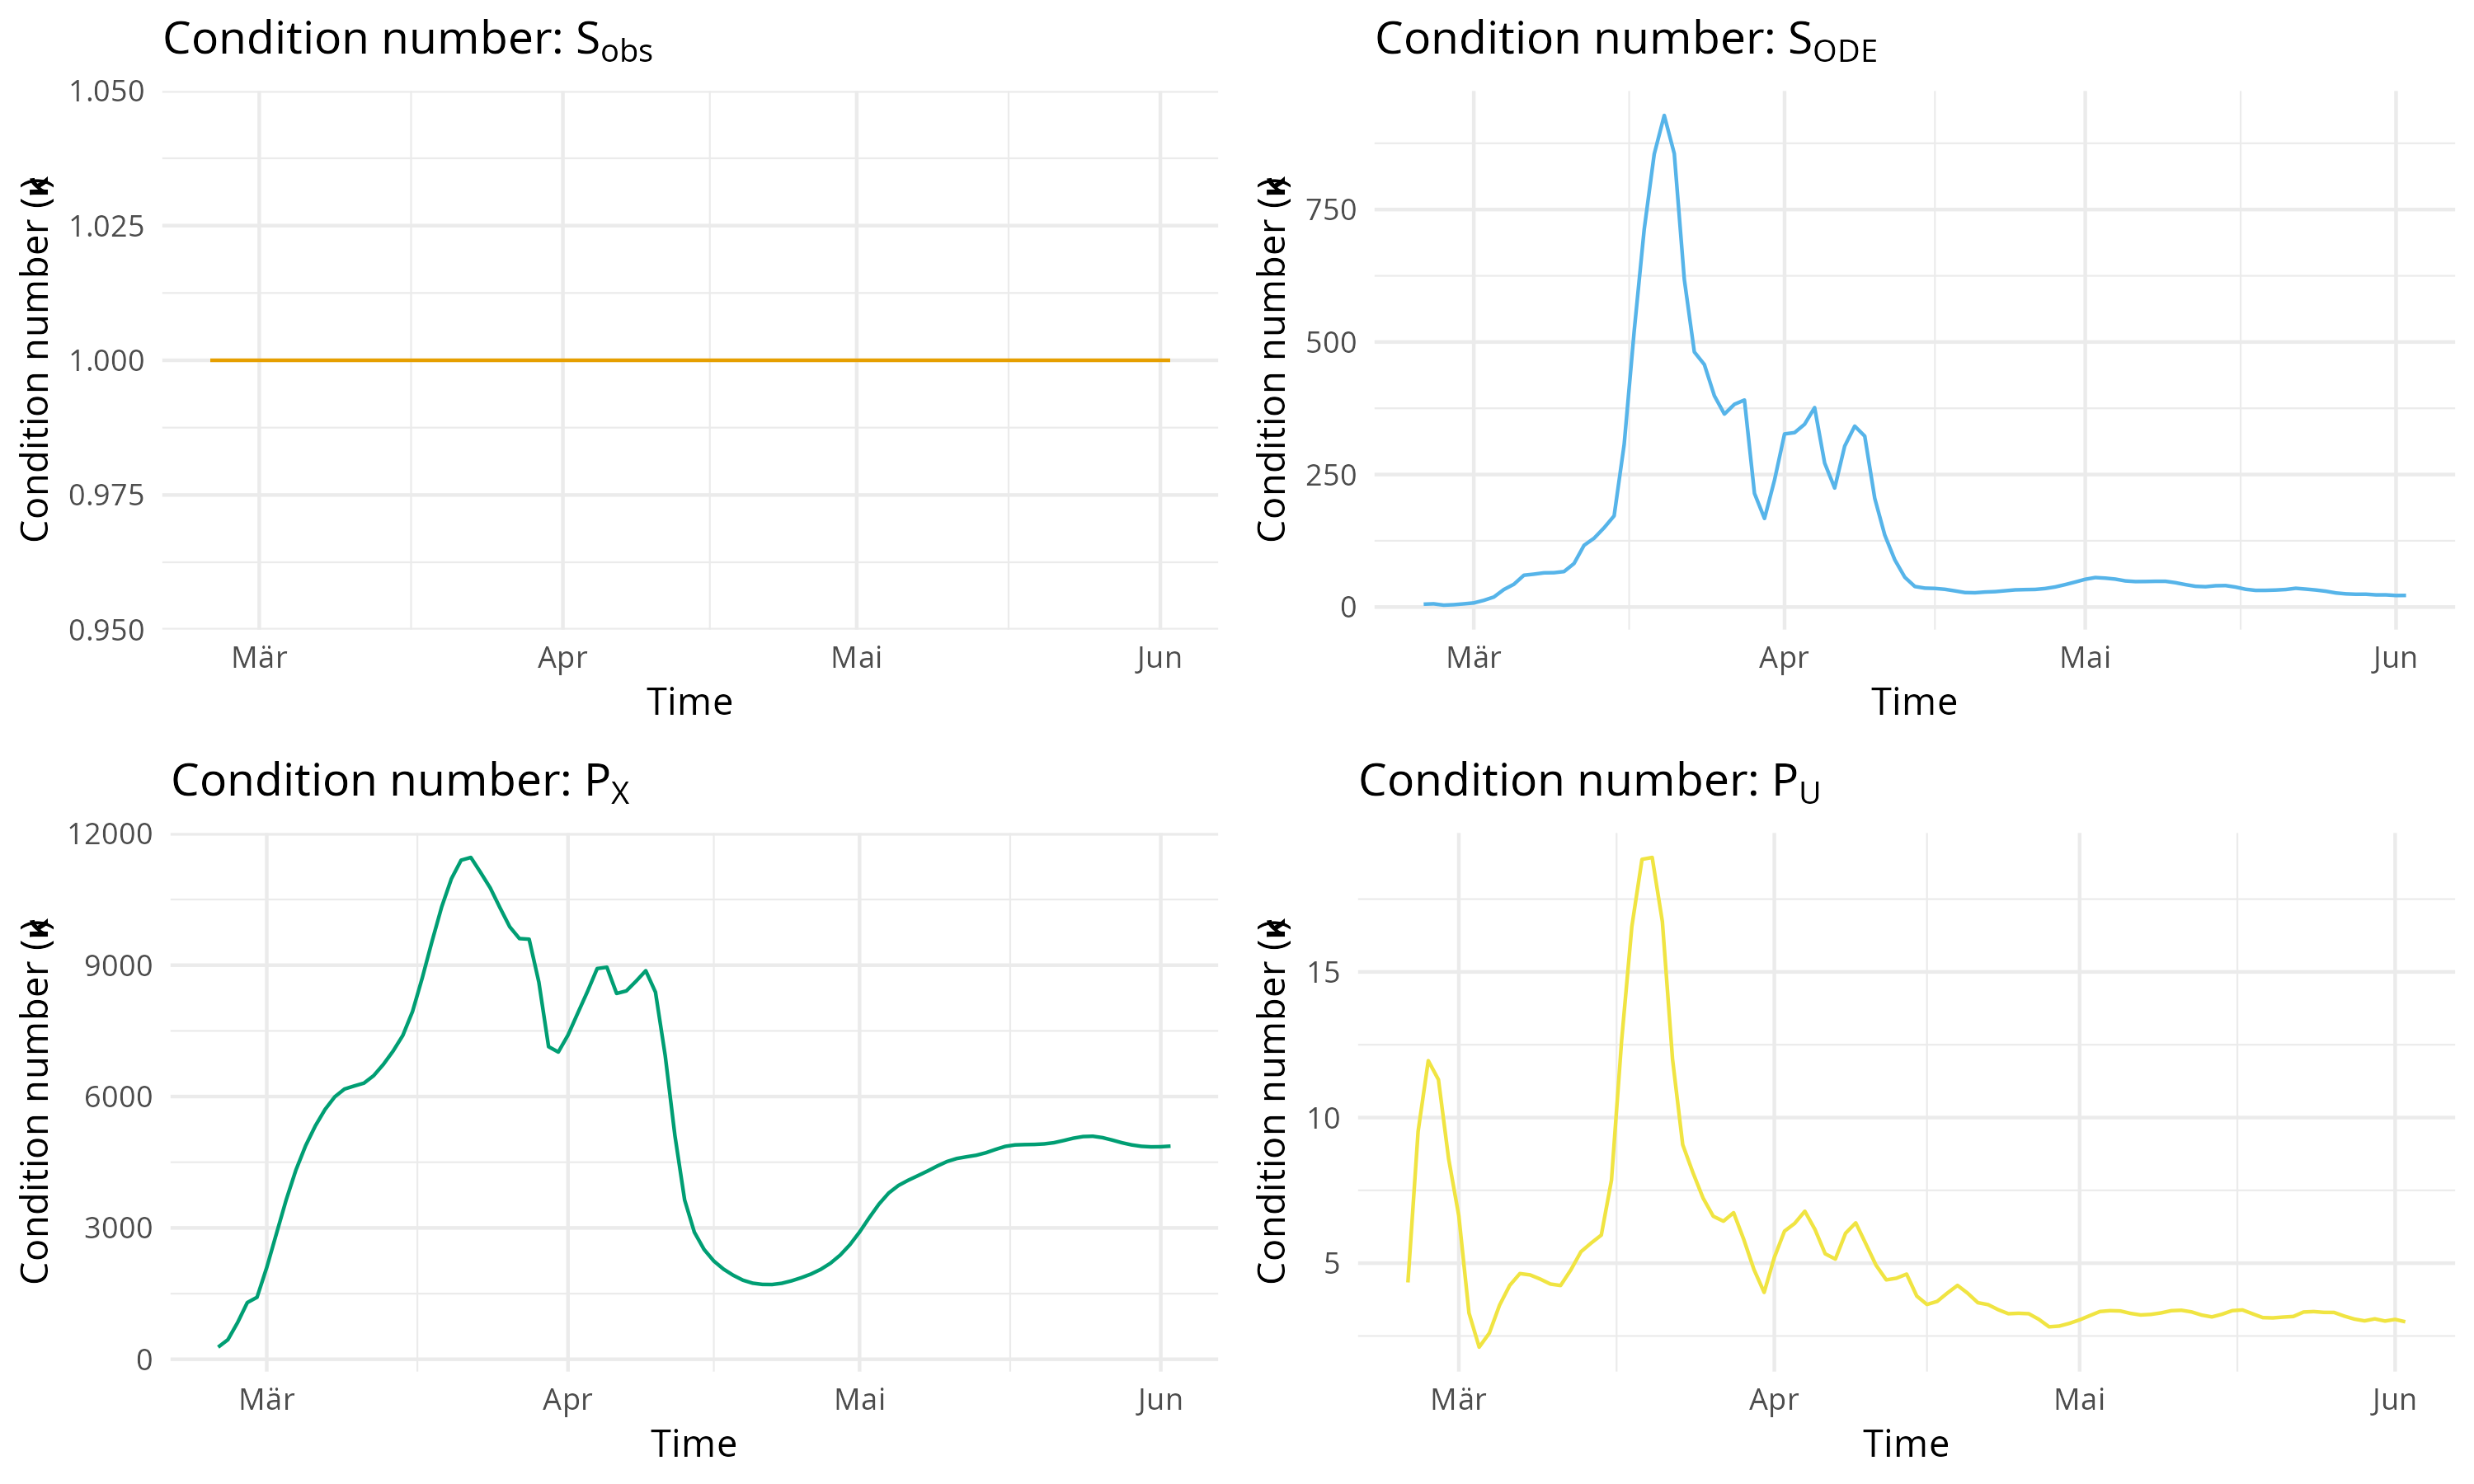 Condition number: S_obs
1.050
1.025
1.000
0.975
0.950
Condition number (κ)
Mär Apr Mai Jun
Time
Condition number: S_ODE
750
500
250
0
Condition number (κ)
Mär Apr Mai Jun
Time
Condition number: P_X
12000
9000
6000
3000
0
Condition number (κ)
Mär Apr Mai Jun
Time
Condition number: P_U
15
10
5
Condition number (κ)
Mär Apr Mai Jun
Time